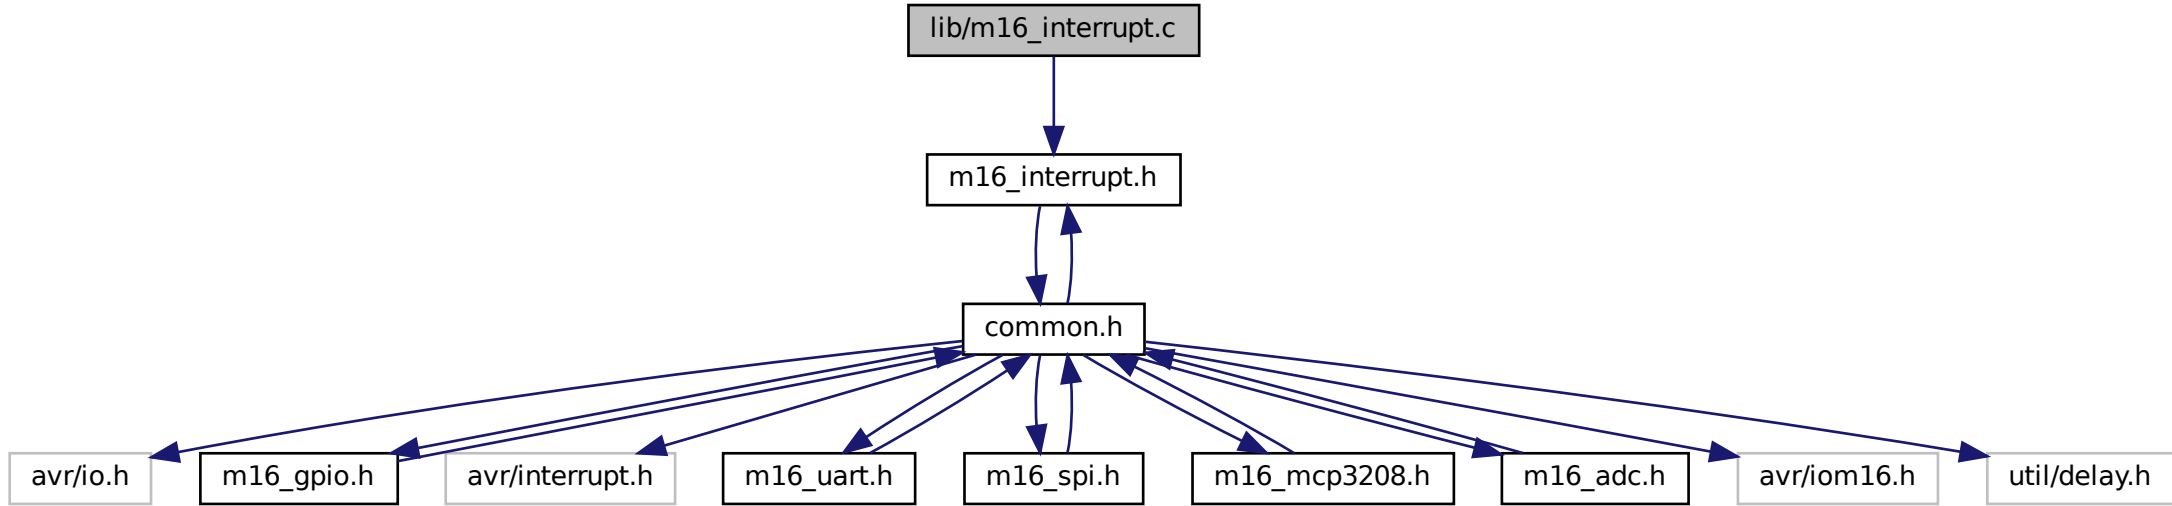 lib/m16_interrupt.c
m16_interrupt.h
common.h
avr/io.h
m16_gpio.h
avr/interrupt.h
m16_uart.h
m16_spi.h
m16_mcp3208.h
m16_adc.h
avr/iom16.h
util/delay.h